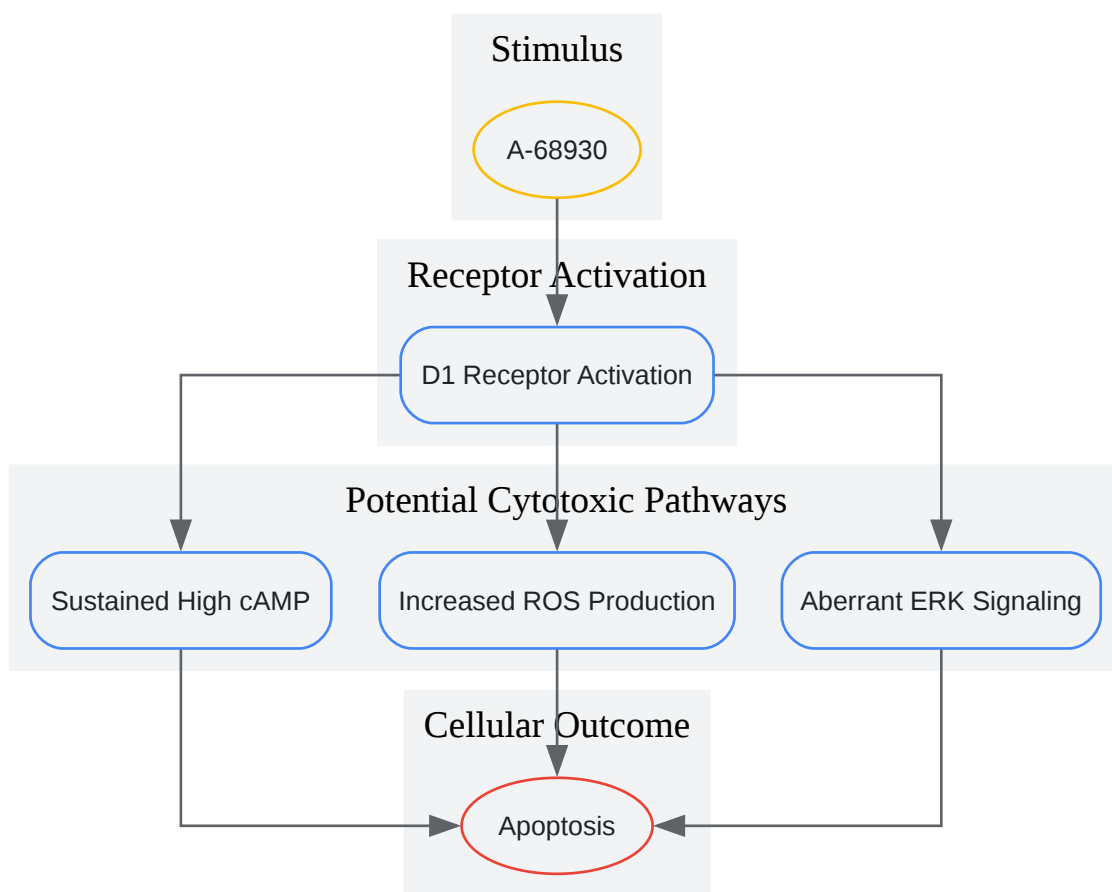 Stimulus
A-68930
Receptor Activation
D1 Receptor Activation
Potential Cytotoxic Pathways
Sustained High cAMP
Increased ROS Production
Aberrant ERK Signaling
Cellular Outcome
Apoptosis